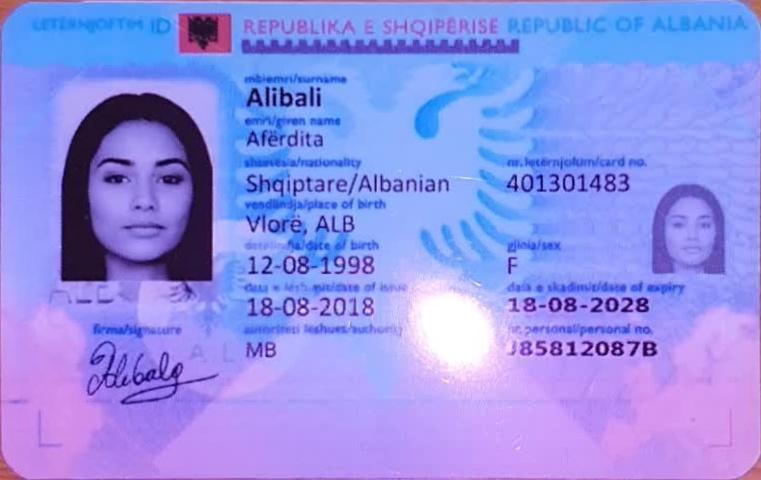 LETËRNJOFTIM ID REPUBLIKA E SHQIPËRISË REPUBLIC OF ALBANIA
mbiemri/surname
Alibali
emri/given name
Afërdita
shtetësia/nationality
Shqiptare/Albanian
nr. letërnjoftim/card no.
401301483
vendlindja/place of birth
Vlorë, ALB
datëlindja/date of birth
12-08-1998
gjinia/sex
F
data e lëshimit/date of issue
18-08-2018
data e skadimit/date of expiry
18-08-2028
autoriteti lëshues/authority
MB
nr. personal/personal no.
J85812087B
firma/signature
Alibalg